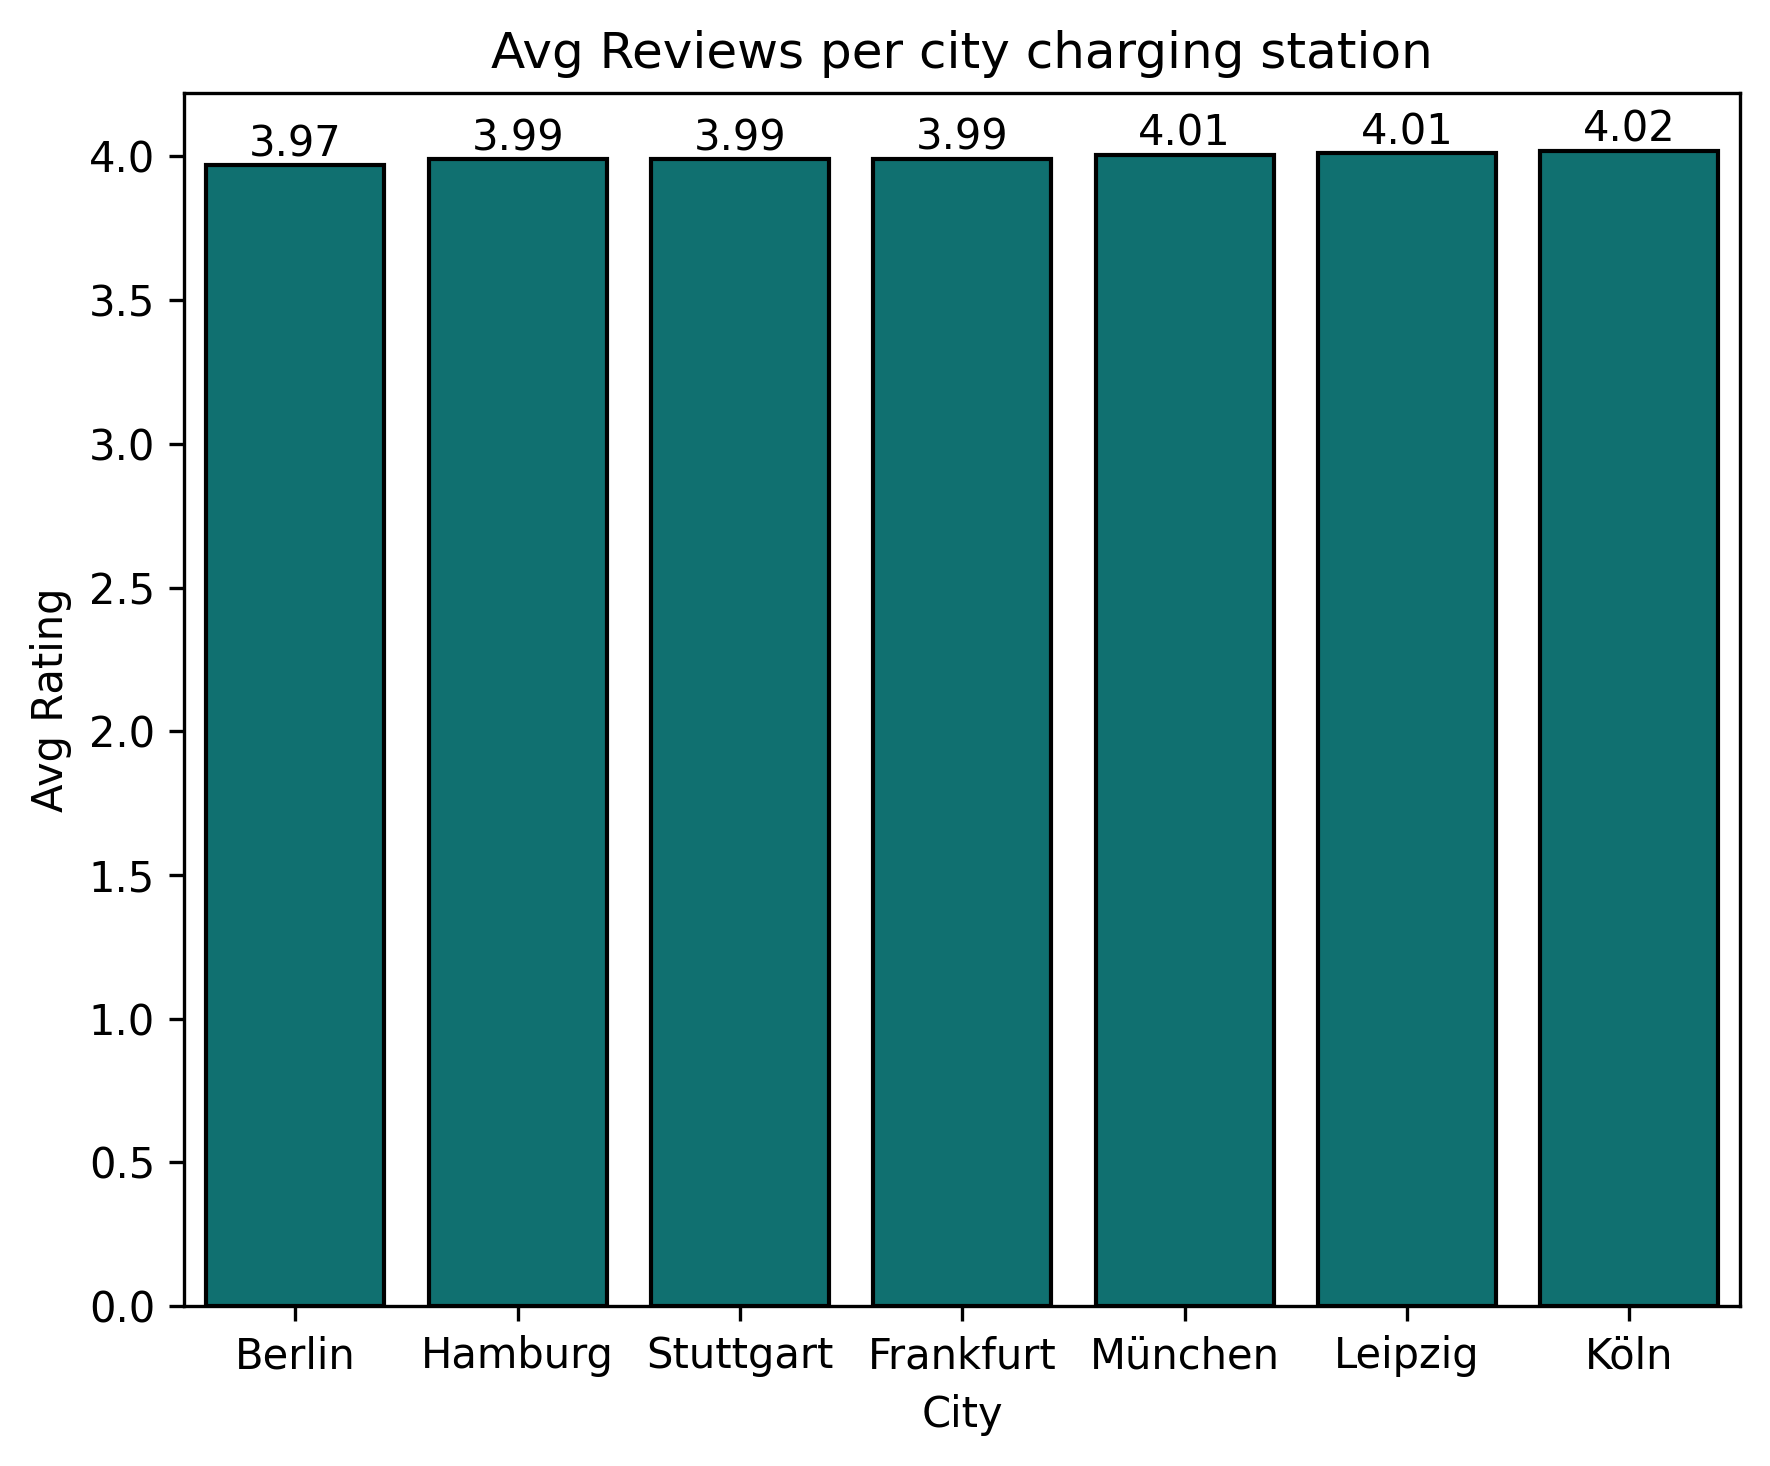 Avg Reviews per city charging station
3.97 3.99 3.99 3.99 4.01 4.01 4.02
4.0
3.5
3.0
2.5
2.0
1.5
1.0
0.5
0.0
Avg Rating
Berlin Hamburg Stuttgart Frankfurt München Leipzig Köln
City